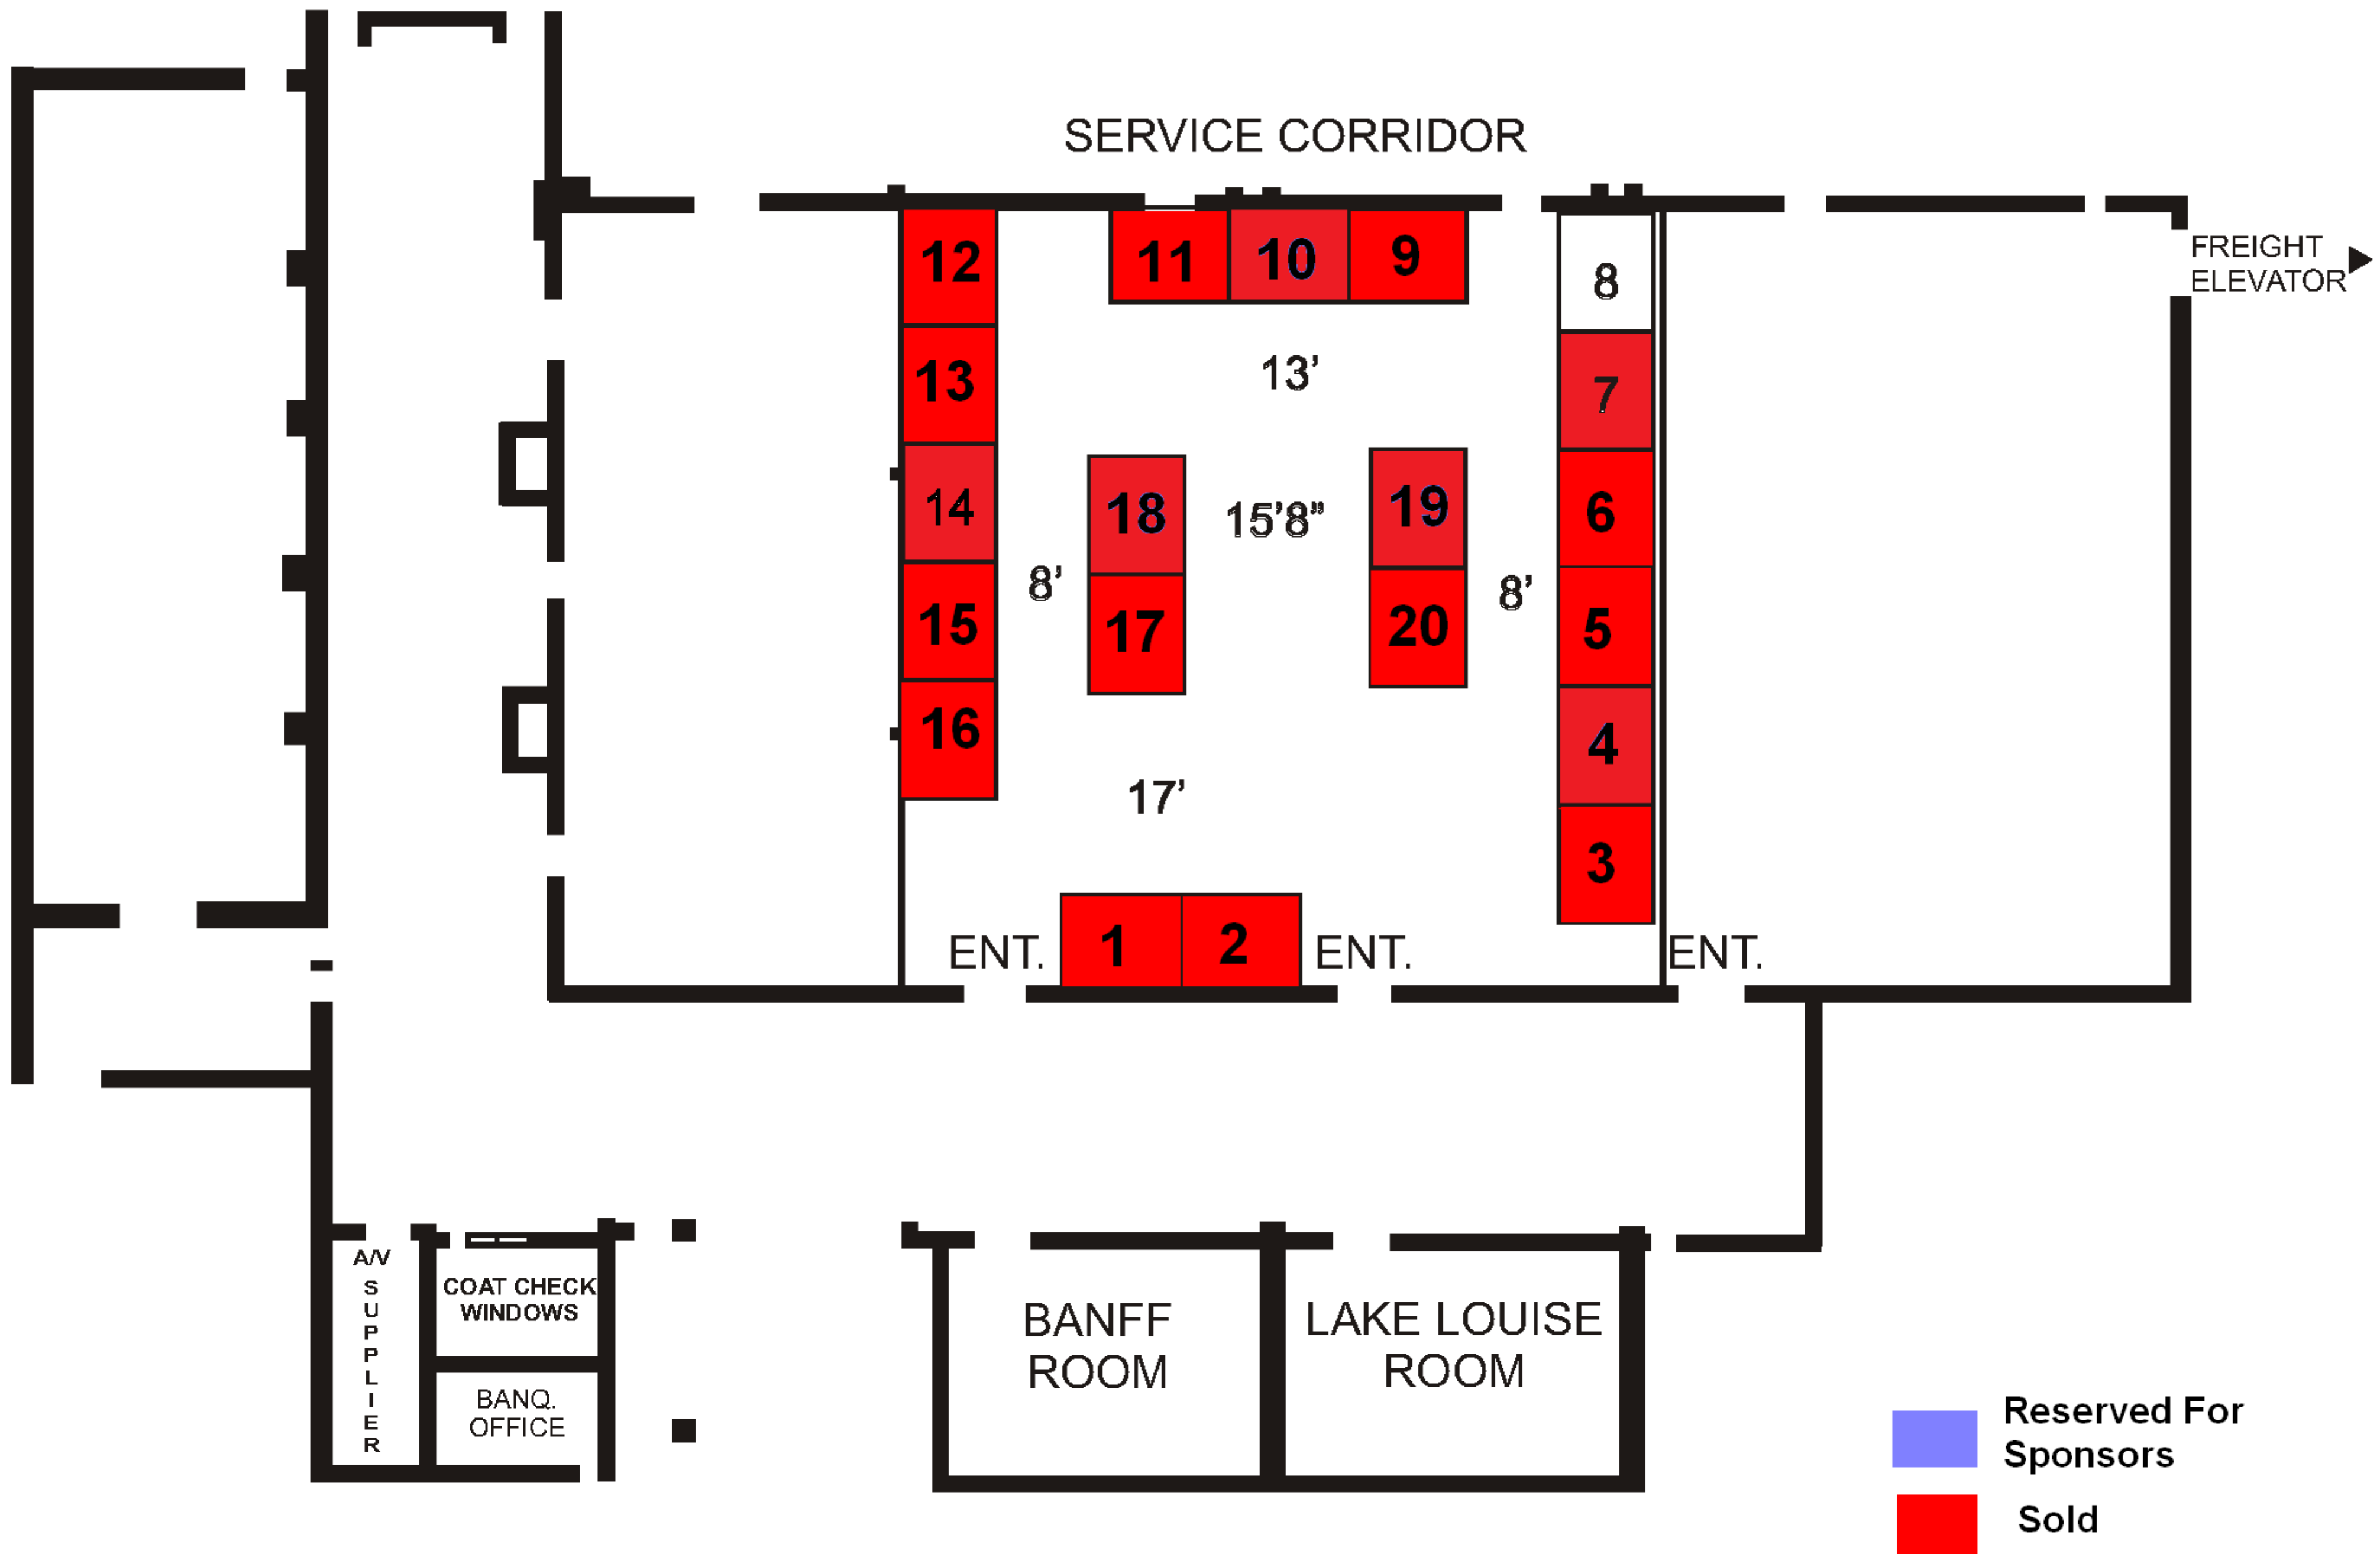 SERVICE CORRIDOR
FREIGHT
ELEVATOR
12
11
10
9
8
13
13’
7
14
18
15’8”
19
6
8’
8’
15
17
20
5
16
4
17’
3
ENT.
1
2
ENT.
ENT.
A/V
SUPPLIER
COAT CHECK
WINDOWS
BANQ.
OFFICE
BANFF
ROOM
LAKE LOUISE
ROOM
Reserved For
Sponsors
Sold